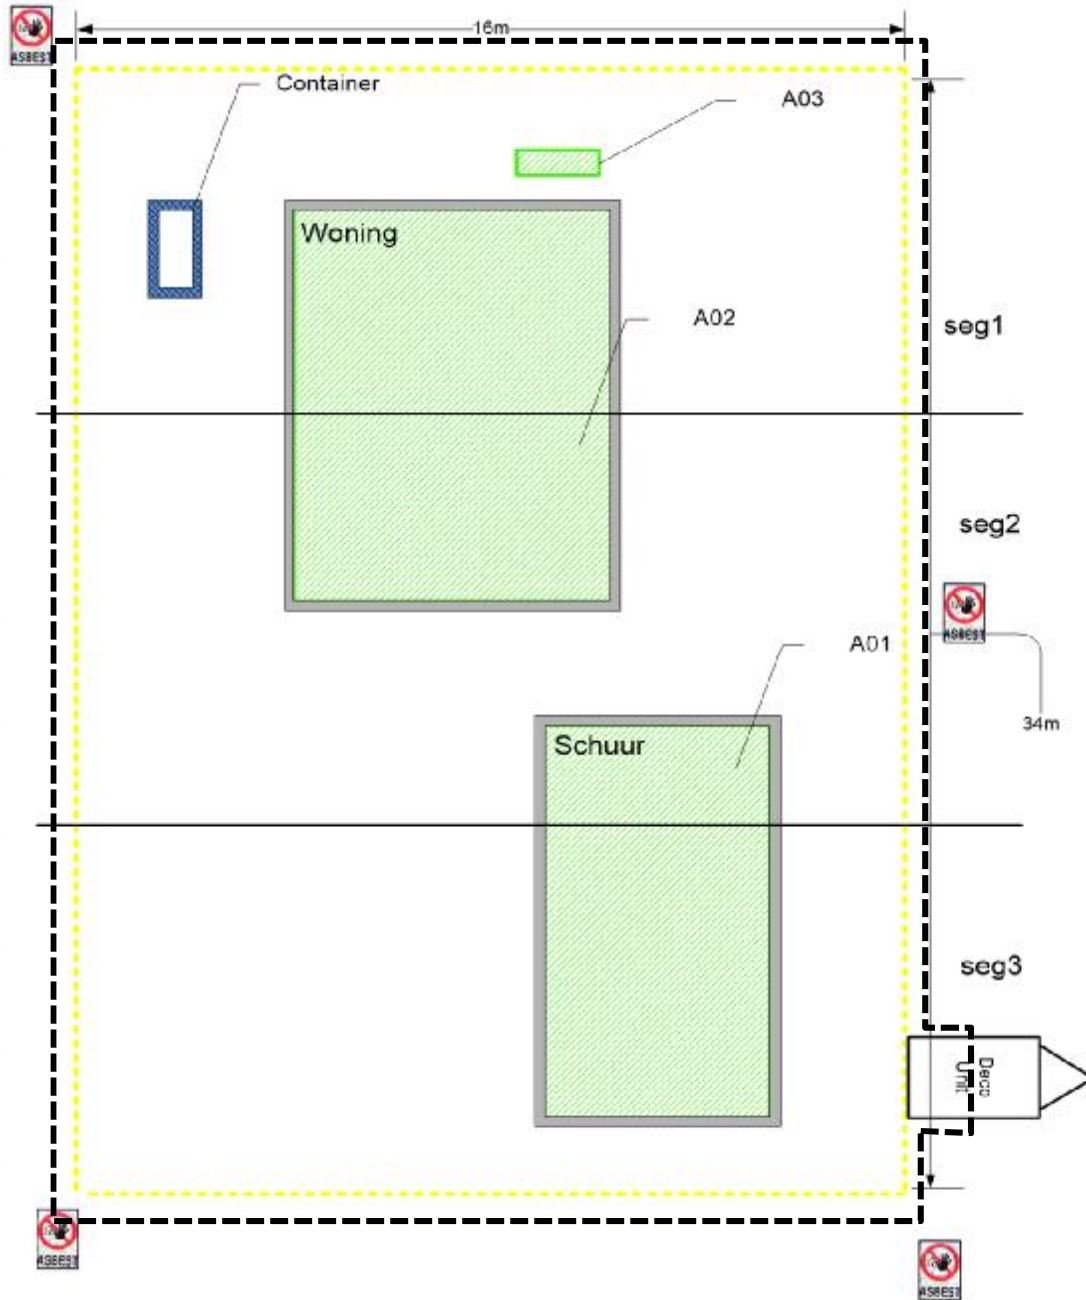 ASBEST
16m
Container
A03
Woning
A02
seg1
seg2
ASBEST
A01
34m
Schuur
seg3
Deco
Unit
ASBEST
ASBEST